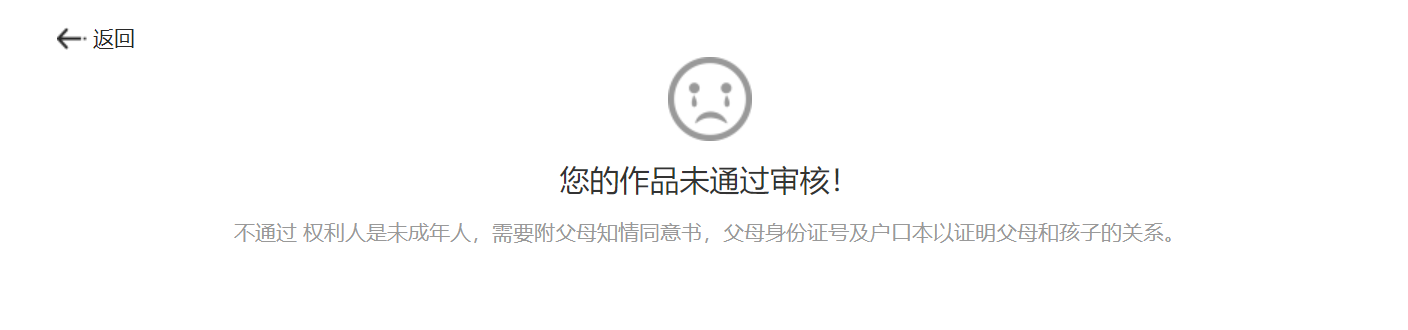 返回
您的作品未通过审核！
不通过 权利人是未成年人，需要附父母知情同意书，父母身份证号及户口本以证明父母和孩子的关系。